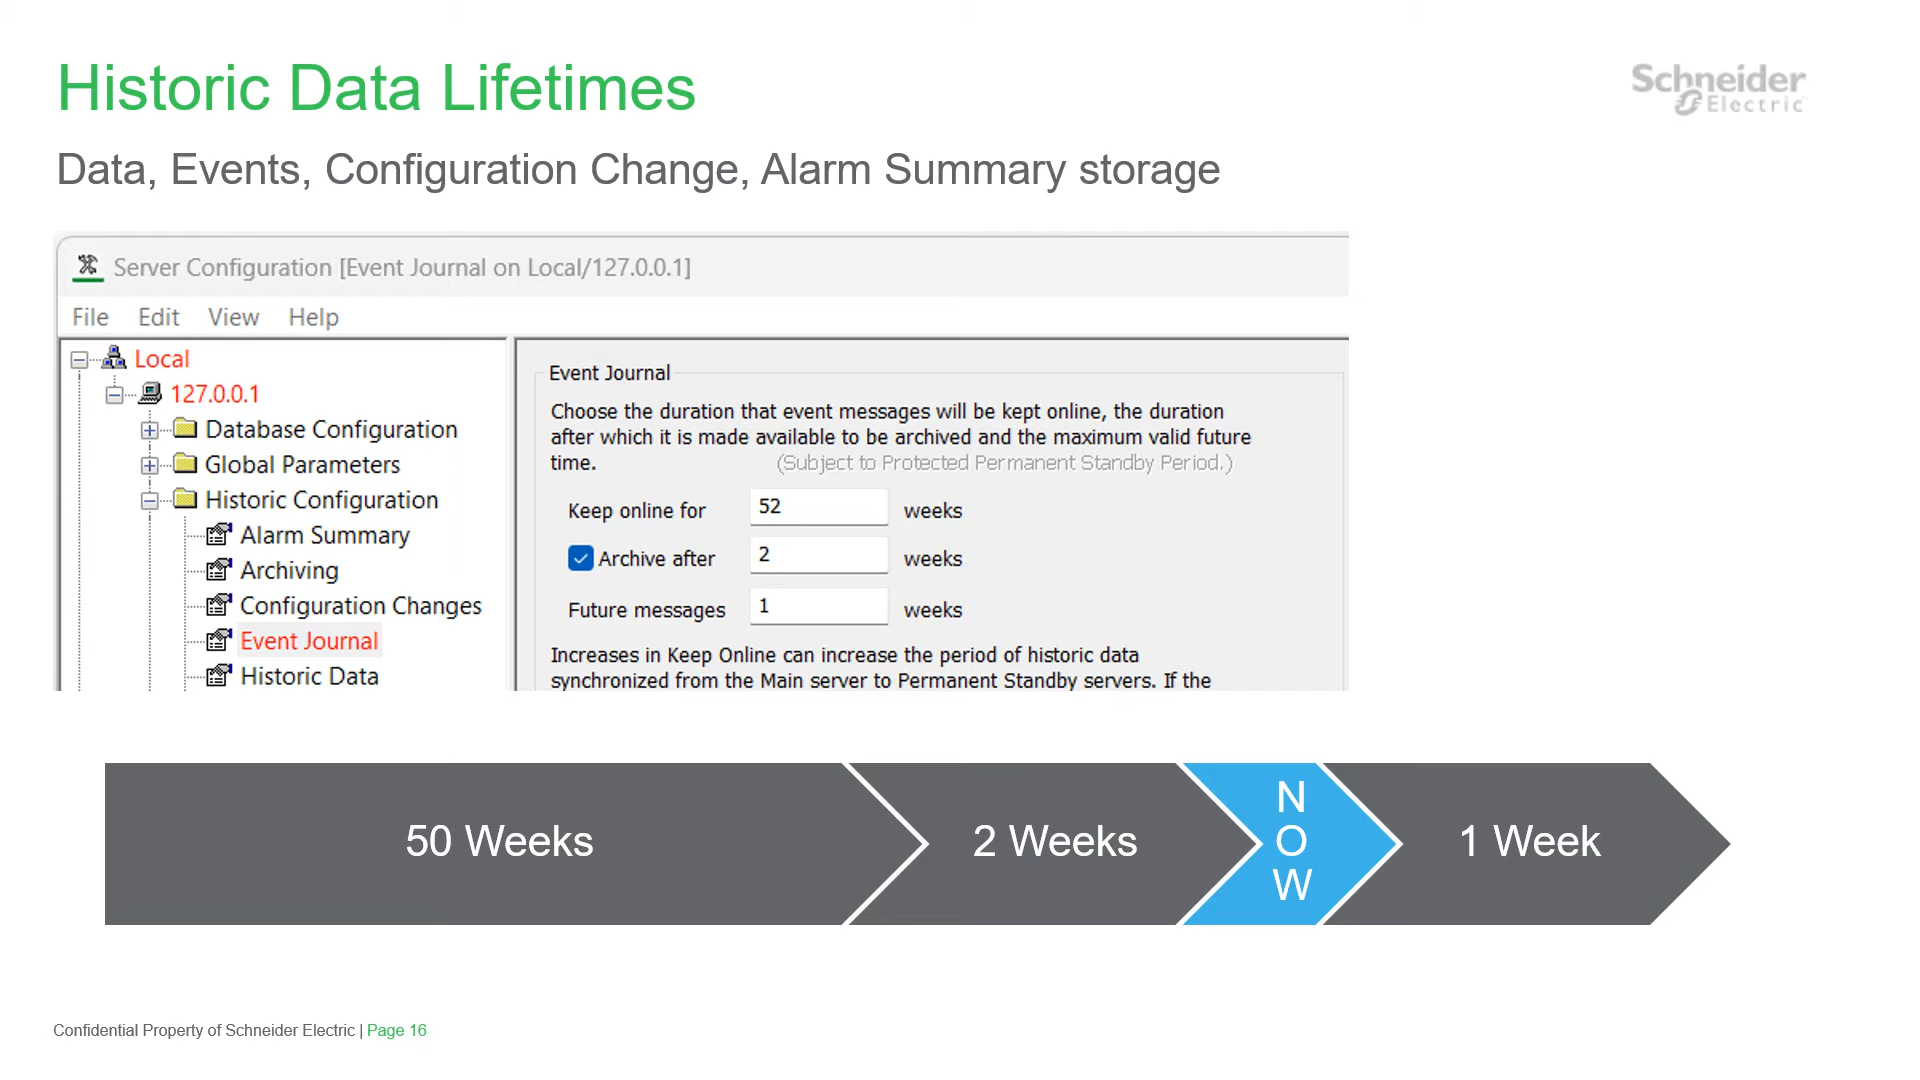 Historic Data Lifetimes
Schneider
Electric
Data, Events, Configuration Change, Alarm Summary storage
Server Configuration [Event Journal on Local/127.0.0.1]
File Edit View Help
Local
127.0.0.1
Database Configuration
Global Parameters
Historic Configuration
Alarm Summary
Archiving
Configuration Changes
Event Journal
Historic Data
Event Journal
Choose the duration that event messages will be kept online, the duration
after which it is made available to be archived and the maximum valid future
time. (Subject to Protected Permanent Standby Period.)
Keep online for 52 weeks
Archive after 2 weeks
Future messages 1 weeks
Increases in Keep Online can increase the period of historic data
synchronized from the Main server to Permanent Standby servers. If the
50 Weeks
2 Weeks
N
O
W
1 Week
Confidential Property of Schneider Electric | Page 16